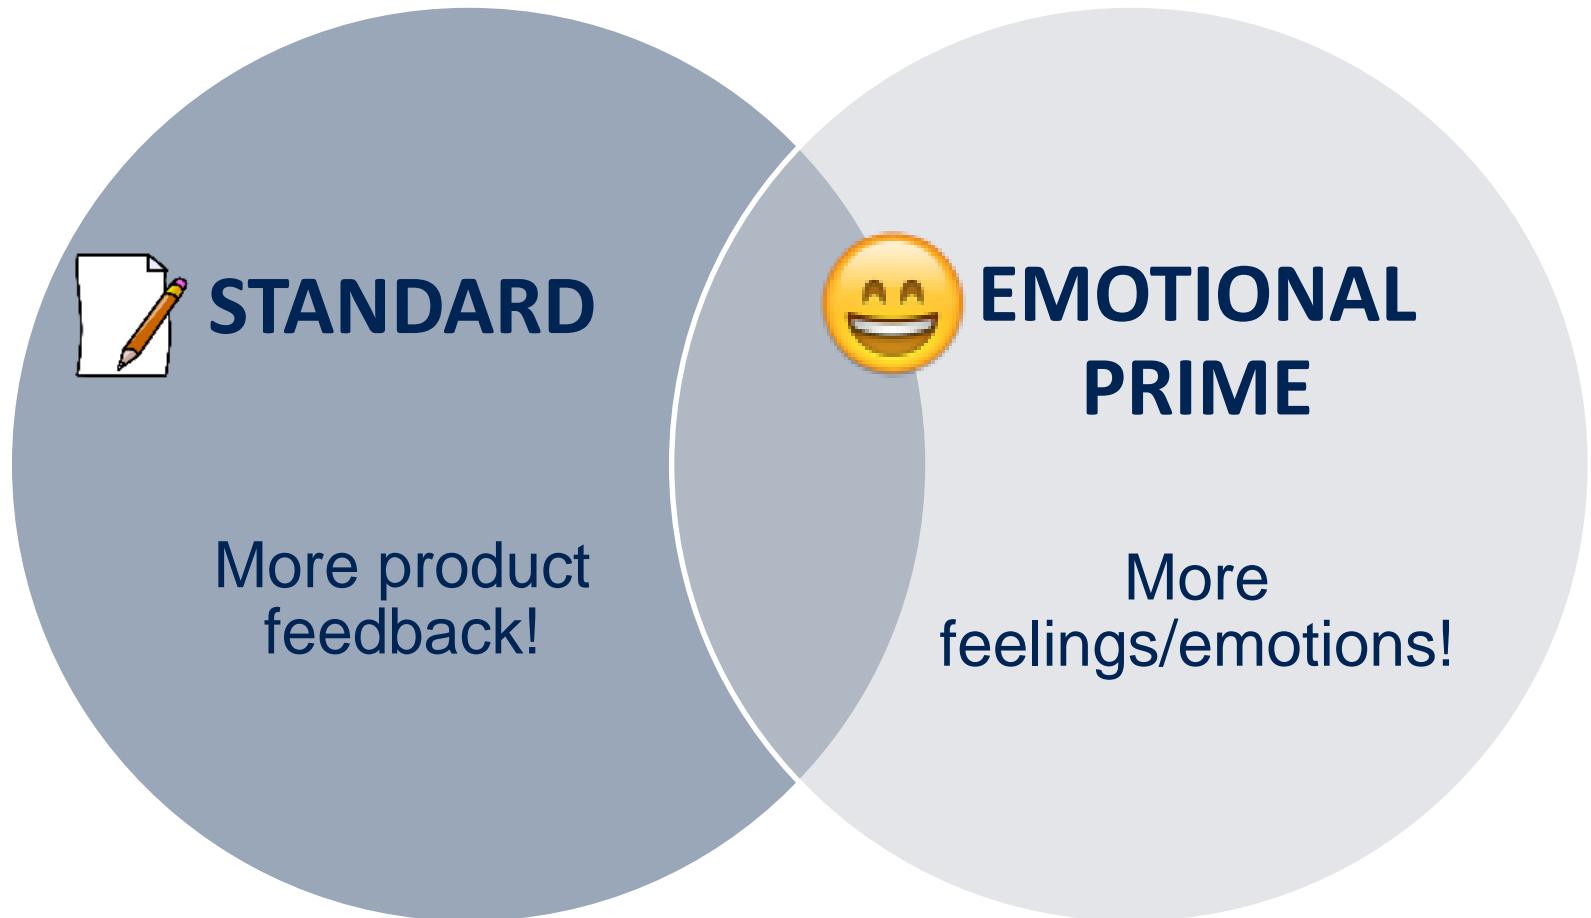 STANDARD
More product
feedback!
EMOTIONAL
PRIME
More
feelings/emotions!